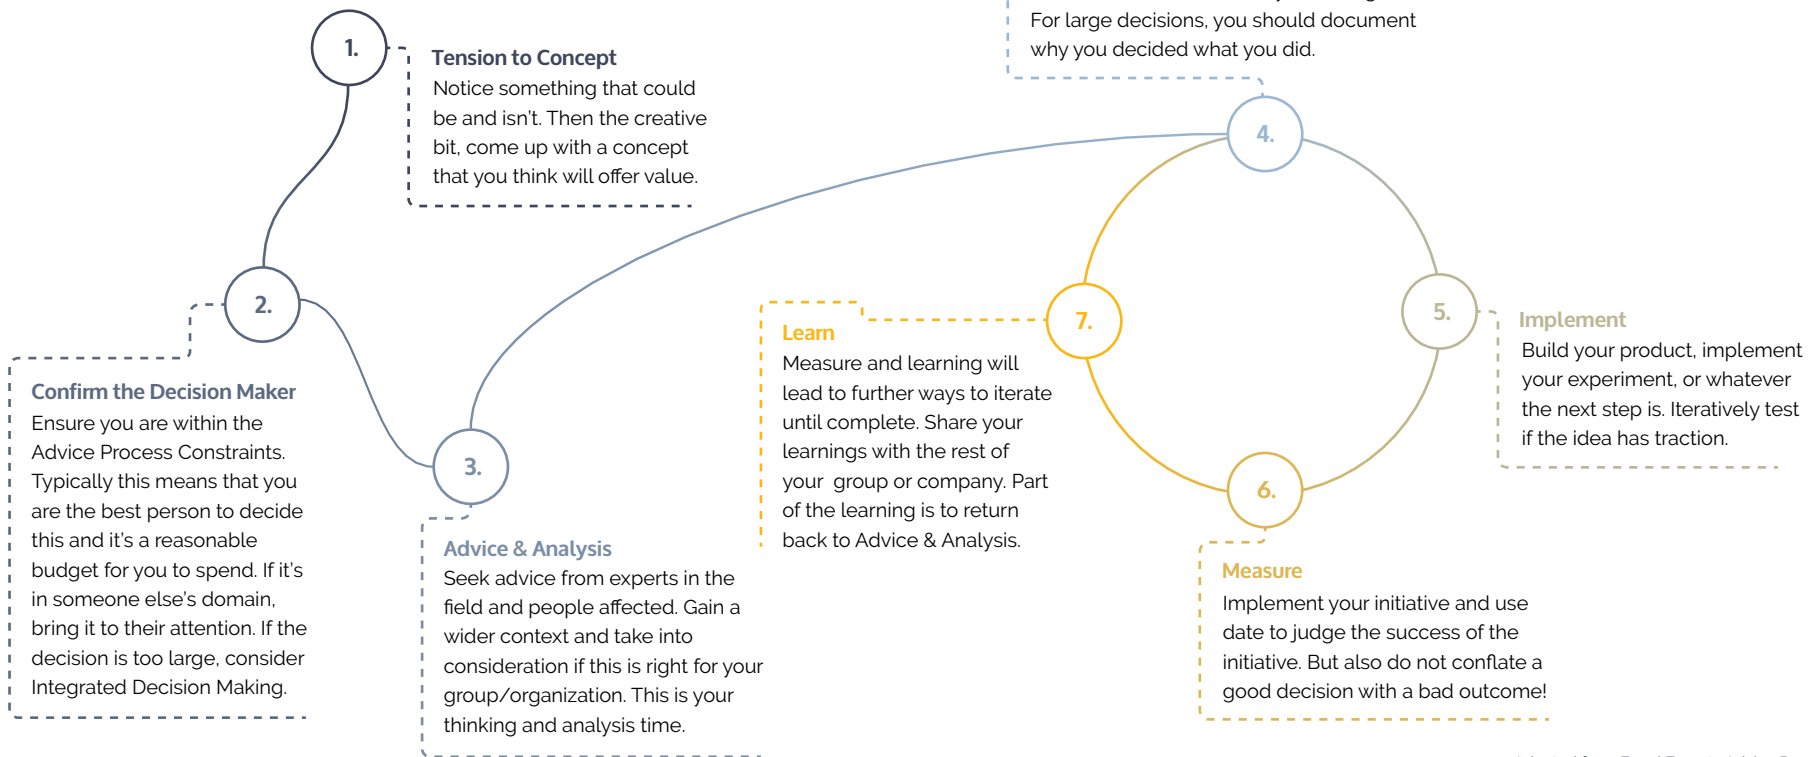 1.
Tension to Concept
Notice something that could
be and isn't. Then the creative
bit, come up with a concept
that you think will offer value.
For large decisions, you should document
why you decided what you did.
4.
2.
Confirm the Decision Maker
Ensure you are within the
Advice Process Constraints.
Typically this means that you
are the best person to decide
this and it's a reasonable
budget for you to spend. If it's
in someone else's domain,
bring it to their attention. If the
decision is too large, consider
Integrated Decision Making.
3.
Advice & Analysis
Seek advice from experts in the
field and people affected. Gain a
wider context and take into
consideration if this is right for your
group/organization. This is your
thinking and analysis time.
7.
Learn
Measure and learning will
lead to further ways to iterate
until complete. Share your
learnings with the rest of
your group or company. Part
of the learning is to return
back to Advice & Analysis.
5.
Implement
Build your product, implement
your experiment, or whatever
the next step is. Iteratively test
if the idea has traction.
6.
Measure
Implement your initiative and use
date to judge the success of the
initiative. But also do not conflate a
good decision with a bad outcome!